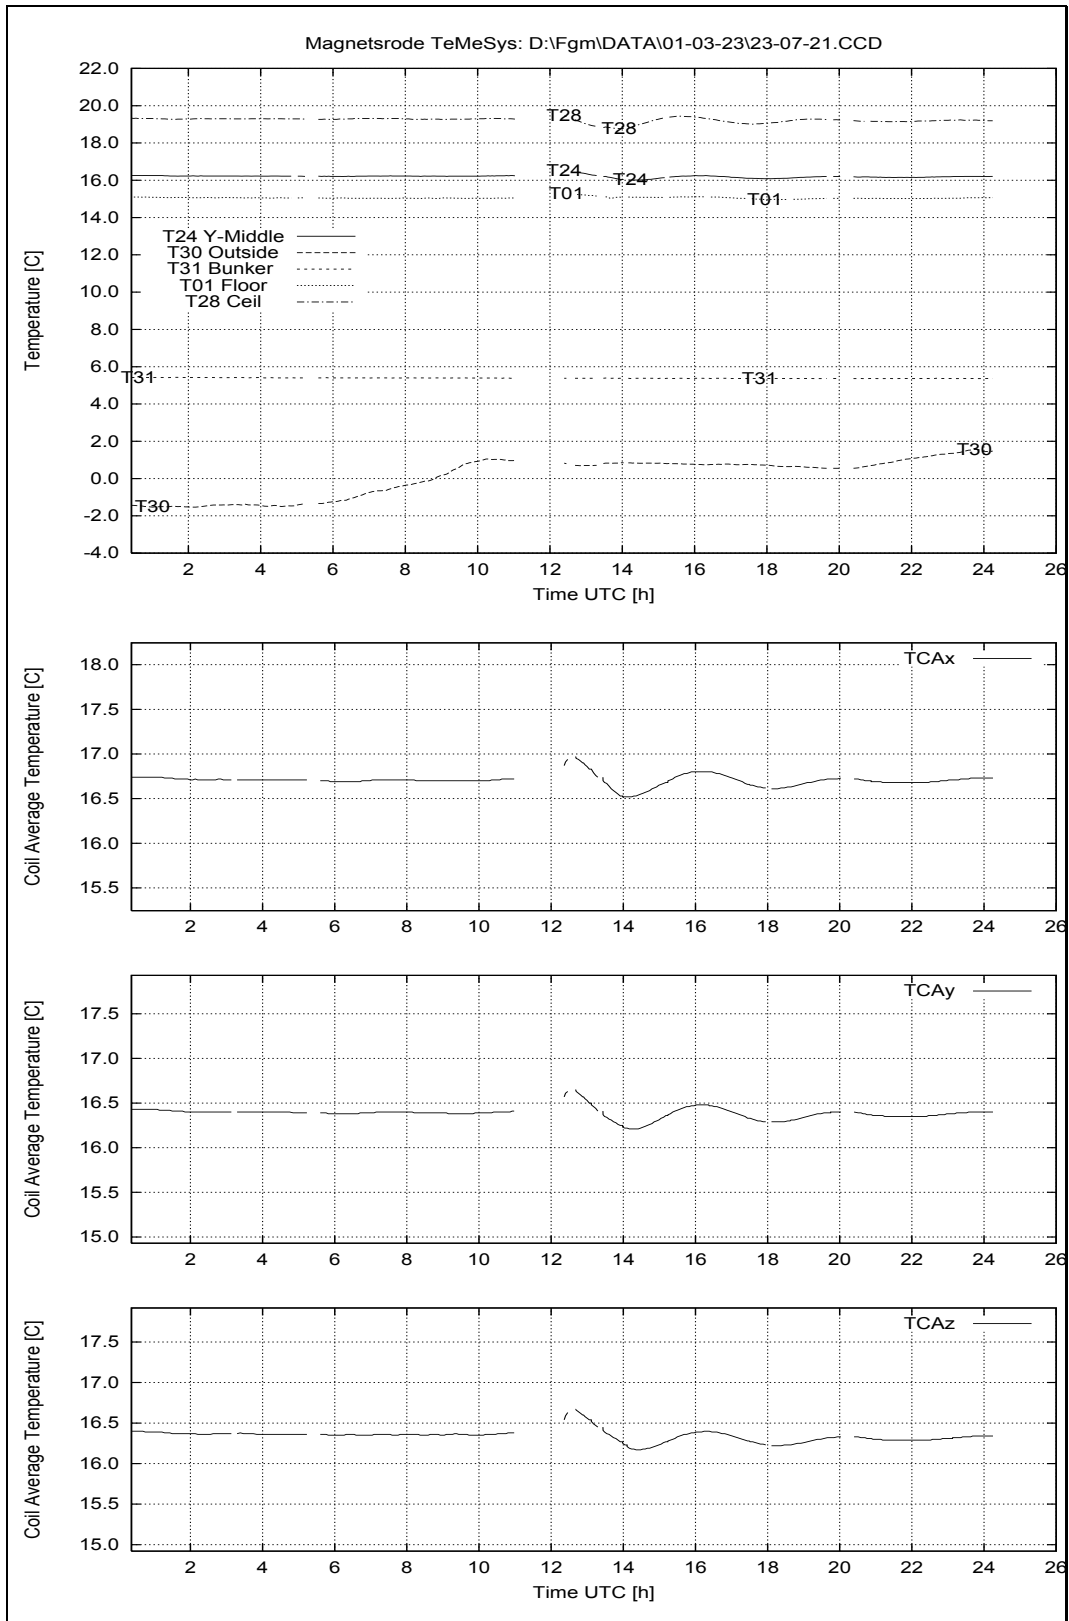 Magnetsrode TeMeSys: D:\Fgm\DATA\01-03-23\23-07-21.CCD
Temperature [C]
22.0
20.0
18.0
16.0
14.0
12.0
10.0
8.0
6.0
4.0
2.0
0.0
-2.0
-4.0
T28
T28
T24
T24
T01
T01
T24 Y-Middle
T30 Outside
T31 Bunker
T01 Floor
T28 Ceil
T31
T31
T30
T30
2 4 6 8 10 12 14 16 18 20 22 24 26
Time UTC [h]
Coil Average Temperature [C]
TCAx
18.0
17.5
17.0
16.5
16.0
15.5
2 4 6 8 10 12 14 16 18 20 22 24 26
Coil Average Temperature [C]
TCAy
17.5
17.0
16.5
16.0
15.5
15.0
2 4 6 8 10 12 14 16 18 20 22 24 26
Coil Average Temperature [C]
TCAz
17.5
17.0
16.5
16.0
15.5
15.0
2 4 6 8 10 12 14 16 18 20 22 24 26
Time UTC [h]